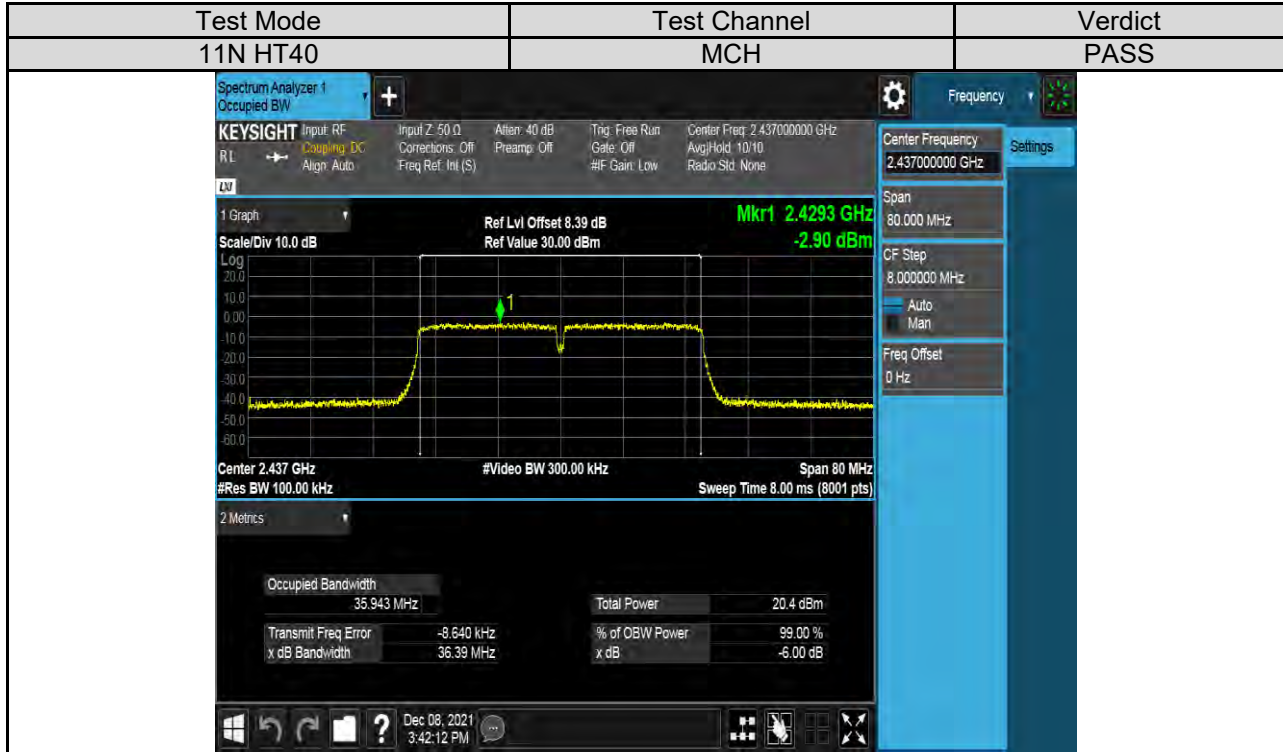 Test Mode Test Channel Verdict
11N HT40 MCH PASS
Spectrum Analyzer 1
Occupied BW
+
Frequency
KEYSIGHT Input: RF Input Z: 50 Ω Atten: 40 dB Trig: Free Run Center Freq: 2.437000000 GHz
RL Coupling: DC Corrections: Off Preamp: Off Gate: Off Avg|Hold: 10/10
Align: Auto Freq Ref: Int (S) #IF Gain: Low Radio Std: None
LXI
Center Frequency
2.437000000 GHz
Settings
Span
80.000 MHz
CF Step
8.000000 MHz
Auto
Man
Freq Offset
0 Hz
1 Graph
Ref Lvl Offset 8.39 dB
Mkr1 2.4293 GHz
Scale/Div 10.0 dB
Ref Value 30.00 dBm
-2.90 dBm
Log
20.0
10.0
0.00
-10.0
-20.0
-30.0
-40.0
-50.0
-60.0
1
Center 2.437 GHz #Video BW 300.00 kHz Span 80 MHz
#Res BW 100.00 kHz Sweep Time 8.00 ms (8001 pts)
2 Metrics
Occupied Bandwidth
35.943 MHz
Total Power 20.4 dBm
Transmit Freq Error -8.640 kHz
% of OBW Power 99.00 %
x dB Bandwidth 36.39 MHz
x dB -6.00 dB
?
Dec 08, 2021
3:42:12 PM